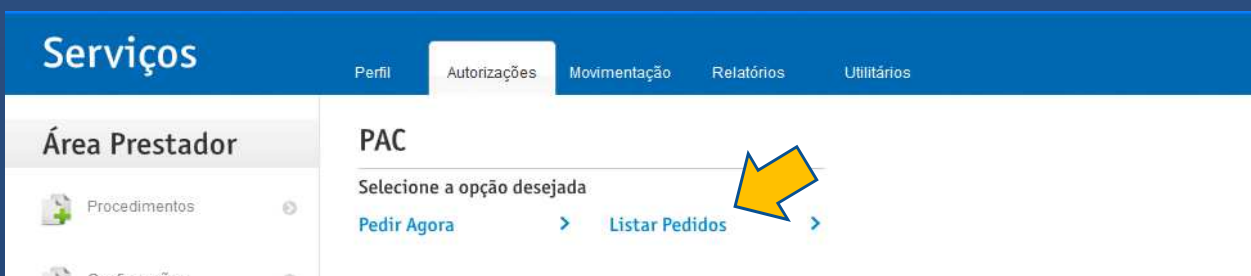 Serviços
Perfil Autorizações Movimentação Relatórios Utilitários
Área Prestador
PAC
Selecione a opção desejada
Procedimentos
Pedir Agora > Listar Pedidos >